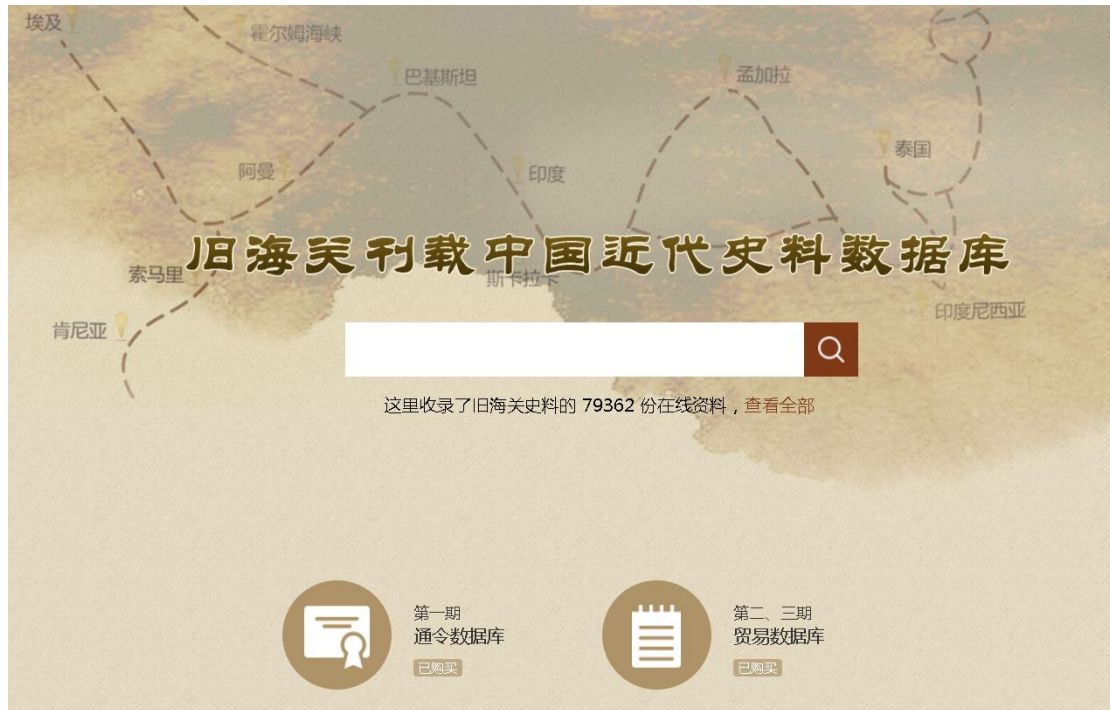 埃及
霍尔姆海峡
巴基斯坦
孟加拉
泰国
阿曼
印度
旧海关刊载中国近代史料数据库
索马里
斯卡拉卡
印度尼西亚
肯尼亚
这里收录了旧海关史料的 79362 份在线资料，查看全部
第一期
通令数据库
已购买
第二、三期
贸易数据库
已购买